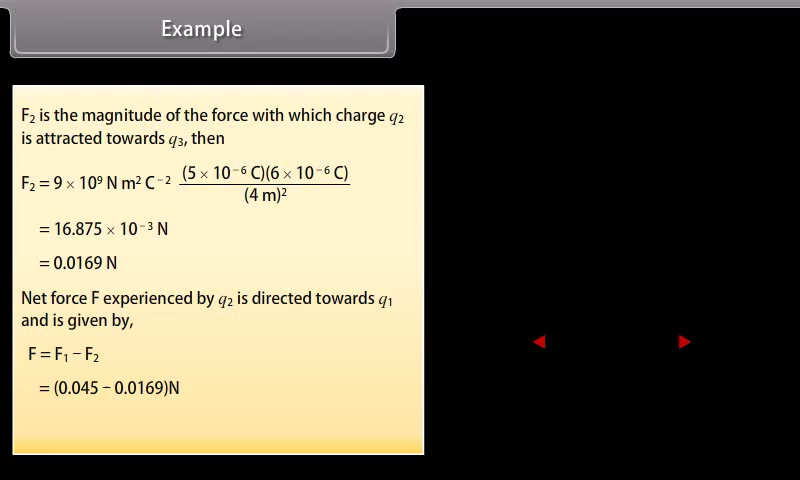 Example
F₂ is the magnitude of the force with which charge q₂
is attracted towards q₃, then
F₂ = 9 × 10⁹ N m² C⁻² (5 × 10⁻⁶ C)(6 × 10⁻⁶ C) / (4 m)²
= 16.875 × 10⁻³ N
= 0.0169 N
Net force F experienced by q₂ is directed towards q₁
and is given by,
F = F₁ − F₂
= (0.045 − 0.0169)N